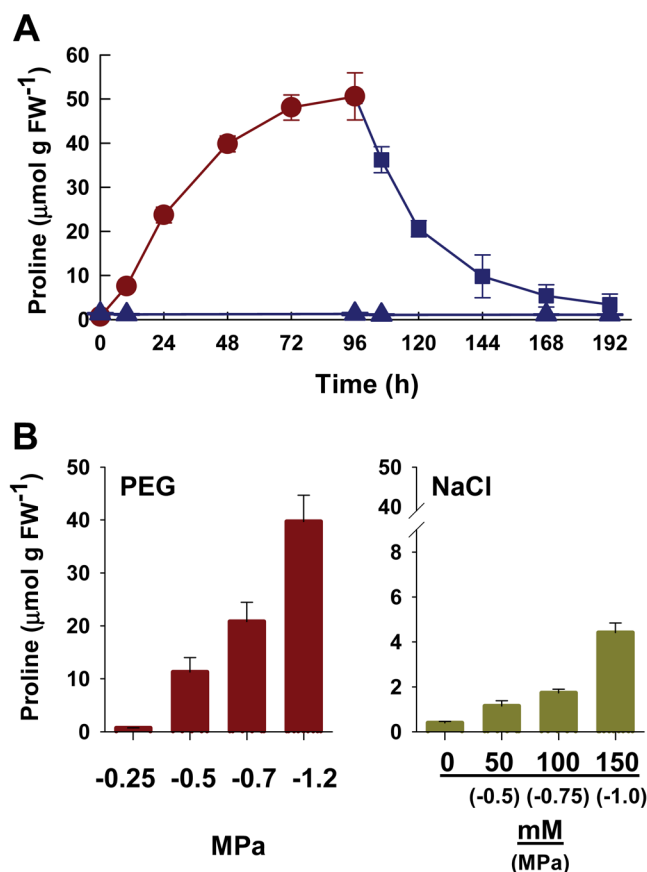 A
Proline (μmol g FW⁻¹)
60
50
40
30
20
10
0
0 24 48 72 96 120 144 168 192
Time (h)
B
Proline (μmol g FW⁻¹)
PEG
50
40
30
20
10
0
-0.25 -0.5 -0.7 -1.2
MPa
NaCl
50
40
8
6
4
2
0
0 50 100 150
(-0.5) (-0.75) (-1.0)
mM
(MPa)